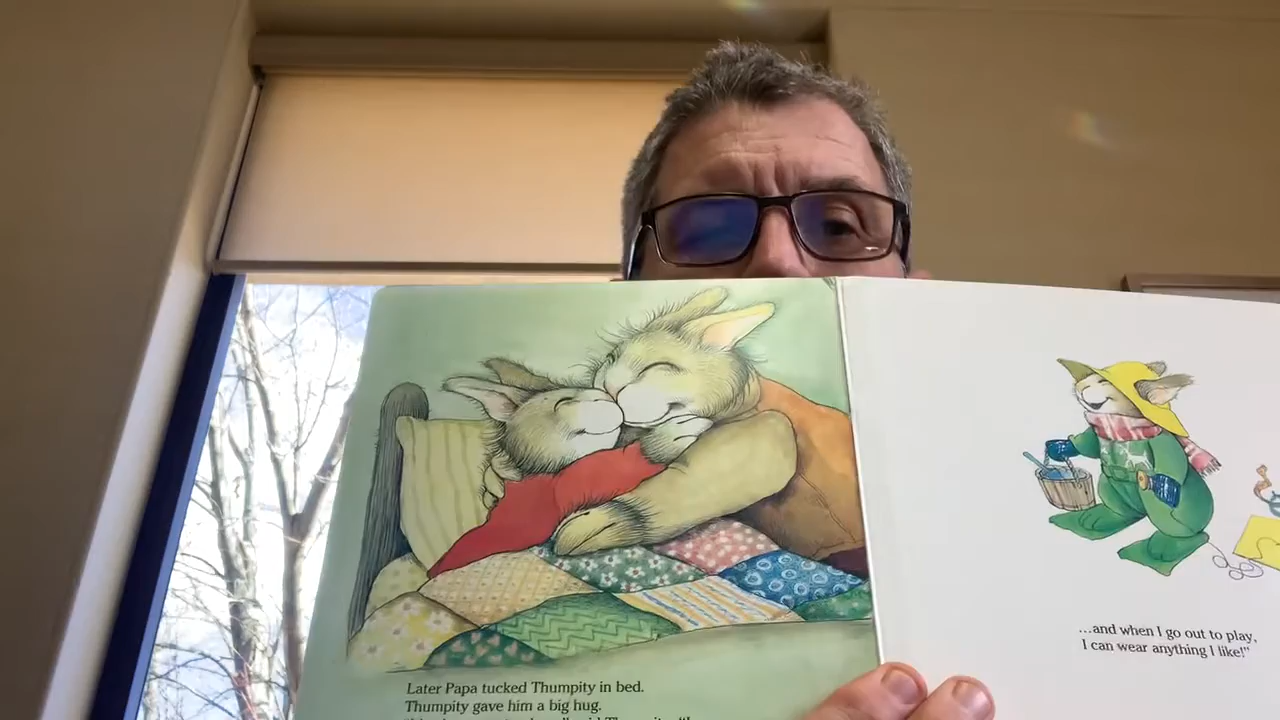 Later Papa tucked Thumpity in bed.
Thumpity gave him a big hug.
...and when I go out to play,
I can wear anything I like!"